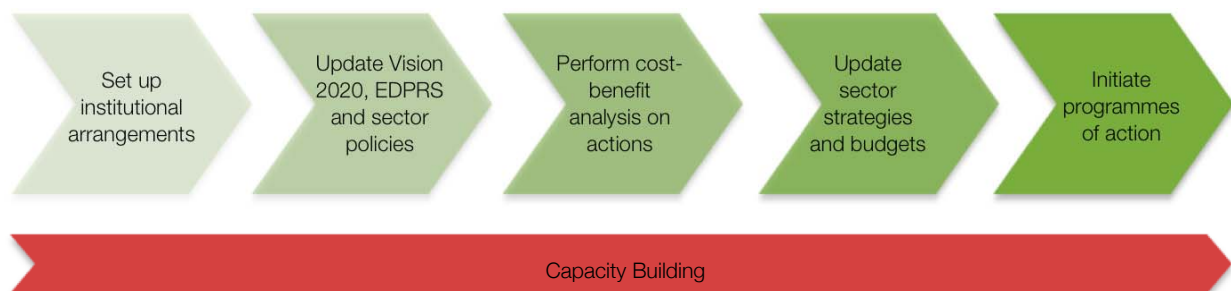 Set up
institutional
arrangements
Update Vision
2020, EDPRS
and sector
policies
Perform cost-
benefit
analysis on
actions
Update
sector
strategies
and budgets
Initiate
programmes
of action
Capacity Building